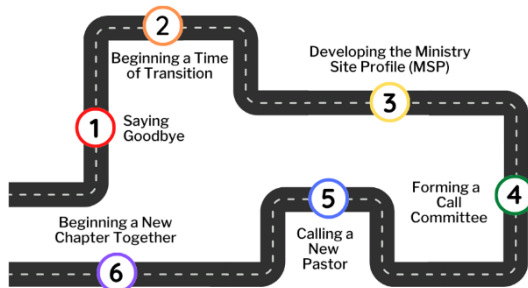 1
Saying
Goodbye
2
Beginning a Time
of Transition
Developing the Ministry
Site Profile (MSP)
3
Forming a
Call
Committee
4
5
Calling a
New
Pastor
Beginning a New
Chapter Together
6